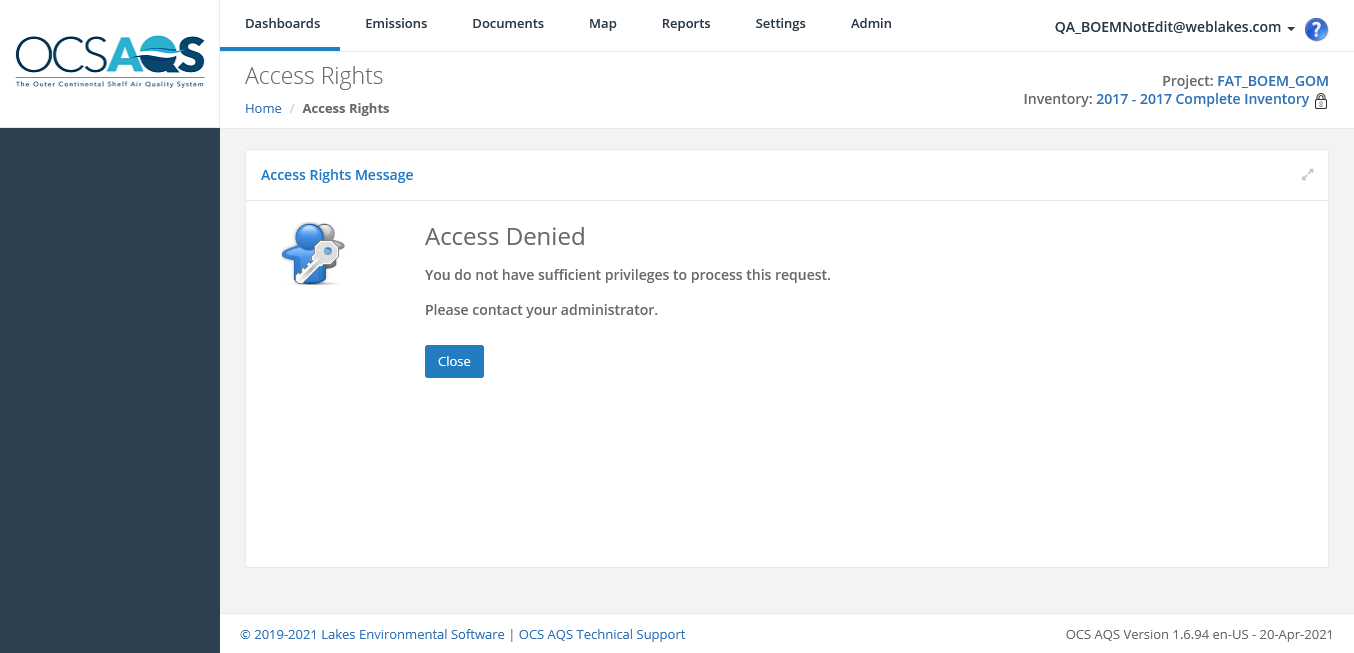 OCSAQS
The Outer Continental Shelf Air Quality System
Dashboards Emissions Documents Map Reports Settings Admin
QA_BOEMNotEdit@weblakes.com
?
Access Rights
Home / Access Rights
Project: FAT_BOEM_GOM
Inventory: 2017 - 2017 Complete Inventory
Access Rights Message
Access Denied
You do not have sufficient privileges to process this request.
Please contact your administrator.
Close
© 2019-2021 Lakes Environmental Software | OCS AQS Technical Support
OCS AQS Version 1.6.94 en-US - 20-Apr-2021